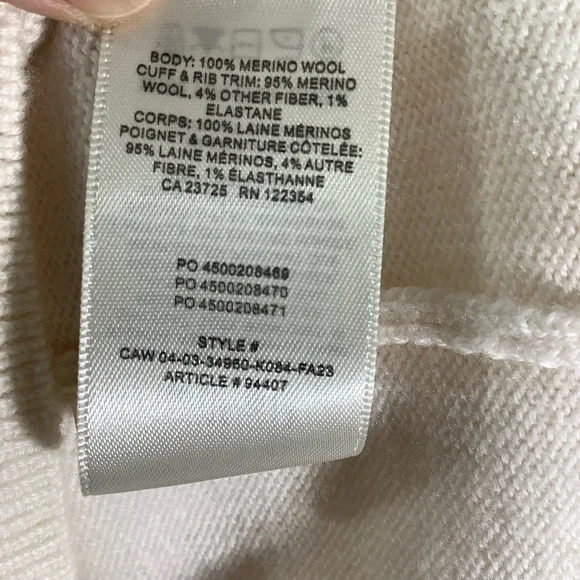 BODY: 100% MERINO WOOL
CUFF & RIB TRIM: 95% MERINO
WOOL, 4% OTHER FIBER, 1%
ELASTANE
CORPS: 100% LAINE MÉRINOS
POIGNET & GARNITURE CÔTELÉE:
95% LAINE MÉRINOS, 4% AUTRE
FIBRE, 1% ÉLASTHANNE
CA 23725 RN 122354
PO 4500208469
PO 4500208470
PO 4500208471
STYLE #
CAW 04-03-34960-K084-FA23
ARTICLE # 94407